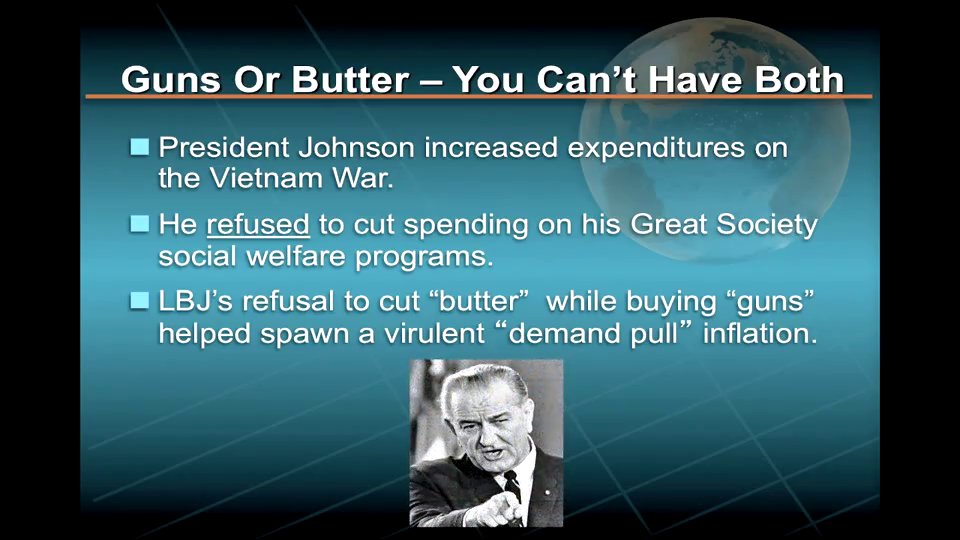 Guns Or Butter – You Can't Have Both
President Johnson increased expenditures on
the Vietnam War.
He refused to cut spending on his Great Society
social welfare programs.
LBJ's refusal to cut “butter”  while buying “guns”
helped spawn a virulent “demand pull” inflation.